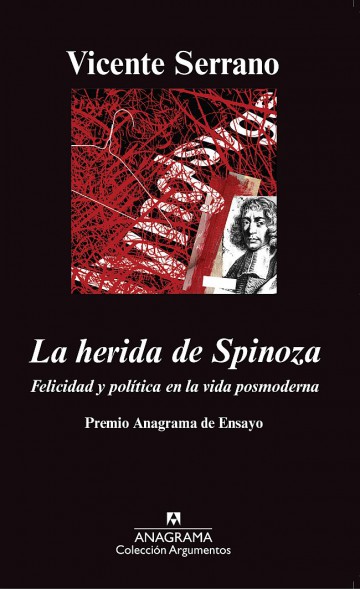 Vicente Serrano
La herida de Spinoza
Felicidad y política en la vida posmoderna
Premio Anagrama de Ensayo
ANAGRAMA
Colección Argumentos